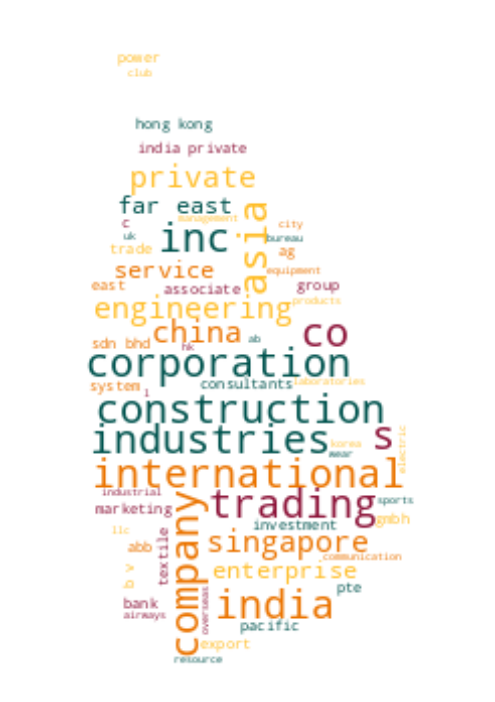 power
club
hong kong
india private
private
far east
management
c
asia
city
uk
inc
bureau
trade
ag
service
equipment
east
associate
group
engineering
products
china
co
sdn bhd
hk
ab
corporation
system
consultants
laboratories
l
construction
industries
s
korea
wear
electric
international
industrial
trading
sports
marketing
company
investment
gmbh
llc
abb
textile
singapore
communication
b v
enterprise
pte
bank
overseas
india
airways
pacific
export
resource